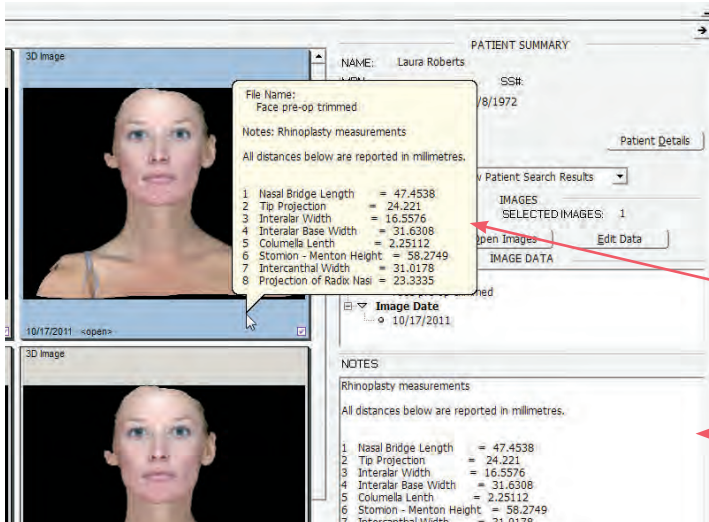 3D Image
10/17/2011 <open>
3D Image
File Name:
Face pre-op trimmed
Notes: Rhinoplasty measurements
All distances below are reported in millimetres.
1 Nasal Bridge Length = 47.4538
2 Tip Projection = 24.221
3 Interalar Width = 16.5576
4 Interalar Base Width = 31.6308
5 Columella Lenth = 2.25112
6 Stomion - Menton Height = 58.2749
7 Intercanthal Width = 31.0178
8 Projection of Radix Nasi = 23.3335
PATIENT SUMMARY
NAME: Laura Roberts
SS#:
/8/1972
Patient Details
Patient Search Results
IMAGES
SELECTED IMAGES: 1
Open Images Edit Data
IMAGE DATA
Image Date
10/17/2011
NOTES
Rhinoplasty measurements
All distances below are reported in millimetres.
1 Nasal Bridge Length = 47.4538
2 Tip Projection = 24.221
3 Interalar Width = 16.5576
4 Interalar Base Width = 31.6308
5 Columella Lenth = 2.25112
6 Stomion - Menton Height = 58.2749
7 Intercanthal Width = 31.0178